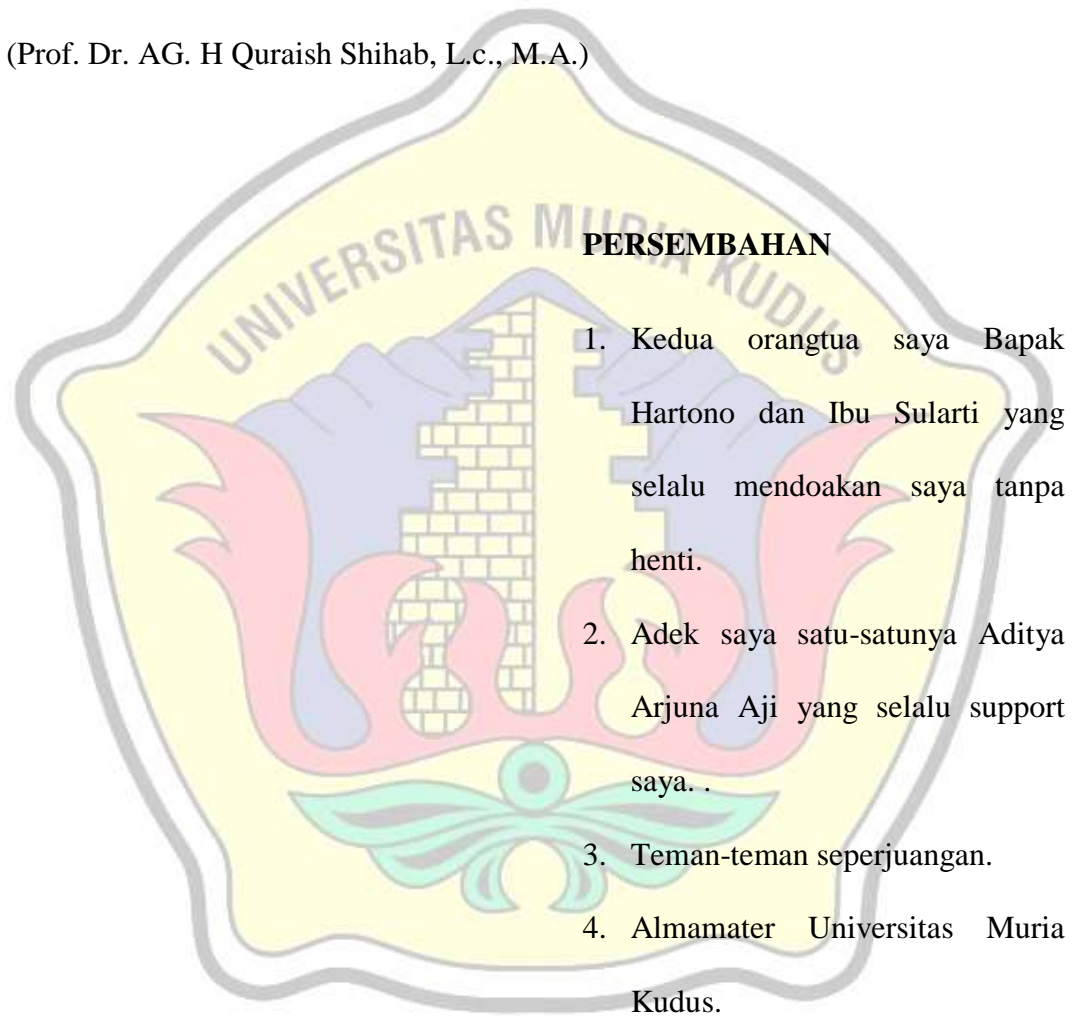 (Prof. Dr. AG. H Quraish Shihab, L.c., M.A.)
UNIVERSITAS MURIA KUDUS
PERSEMBAHAN
1. Kedua orangtua saya Bapak
Hartono dan Ibu Sularti yang
selalu mendoakan saya tanpa
henti.
2. Adek saya satu-satunya Aditya
Arjuna Aji yang selalu support
saya. .
3. Teman-teman seperjuangan.
4. Almamater Universitas Muria
Kudus.